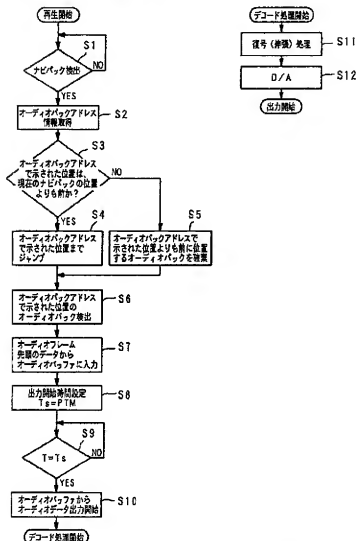 再生開始
S1
ナビパック検出
NO
YES
オーディオパックアドレス
情報取得
S2
S3
オーディオパックアドレス
で示された位置は、
現在のナビパックの位置
よりも前か?
NO
YES
S4
オーディオパックアドレス
で示された位置まで
ジャンプ
S5
オーディオパックアドレスで
示された位置よりも前に位置
するオーディオパックを破棄
オーディオパックアドレス
で示された位置の
オーディオパック検出
S6
オーディオフレーム
先頭のデータから
オーディオバッファに入力
S7
出力開始時間設定
Ts=PTM
S8
S9
T=Ts
NO
YES
オーディオバッファから
オーディオデータ出力開始
S10
デコード処理開始
デコード処理開始
復号(伸張)処理
S11
D/A
S12
出力開始